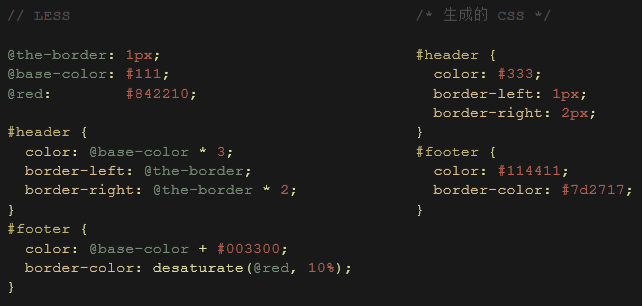 // LESS
@the-border: 1px;
@base-color: #111;
@red:        #842210;
#header {
  color: @base-color * 3;
  border-left: @the-border;
  border-right: @the-border * 2;
}
#footer {
  color: @base-color + #003300;
  border-color: desaturate(@red, 10%);
}
/* 生成的 CSS */
#header {
  color: #333;
  border-left: 1px;
  border-right: 2px;
}
#footer {
  color: #114411;
  border-color: #7d2717;
}